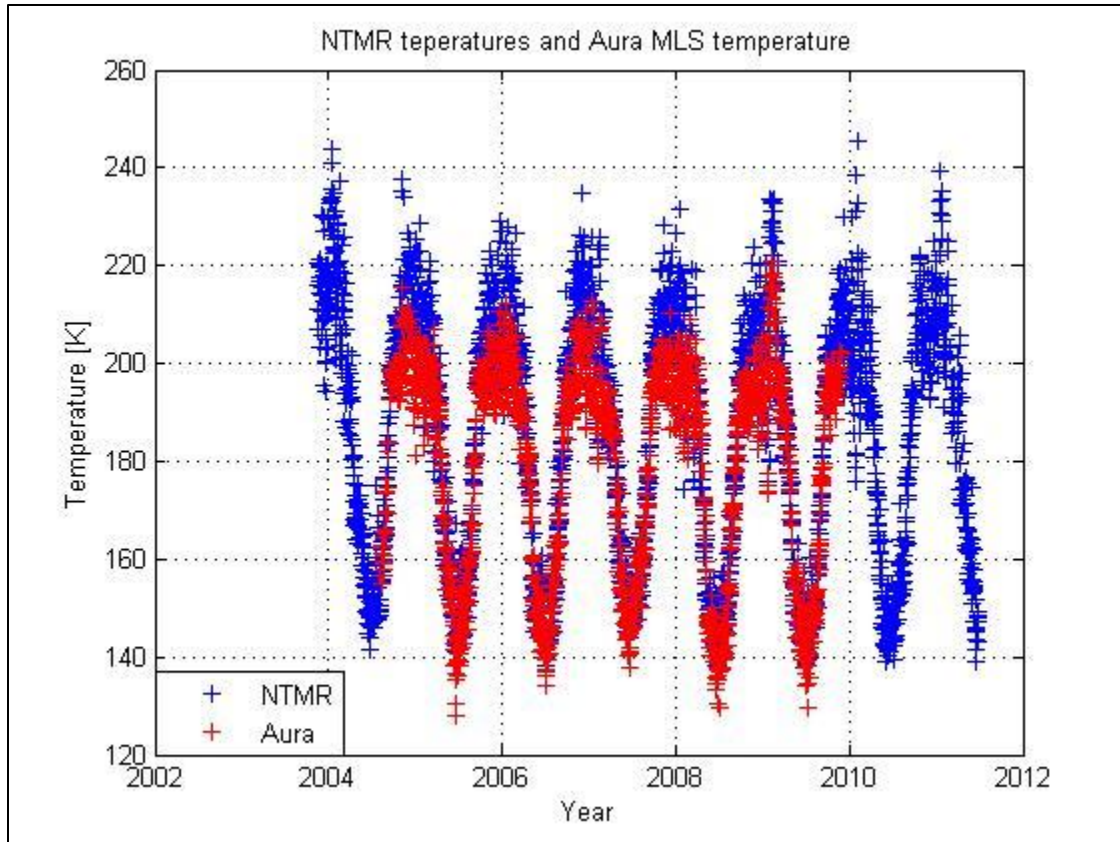 NTMR teperatures and Aura MLS temperature
260
240
220
200
180
160
140
120
Temperature [K]
NTMR
Aura
2002 2004 2006 2008 2010 2012
Year